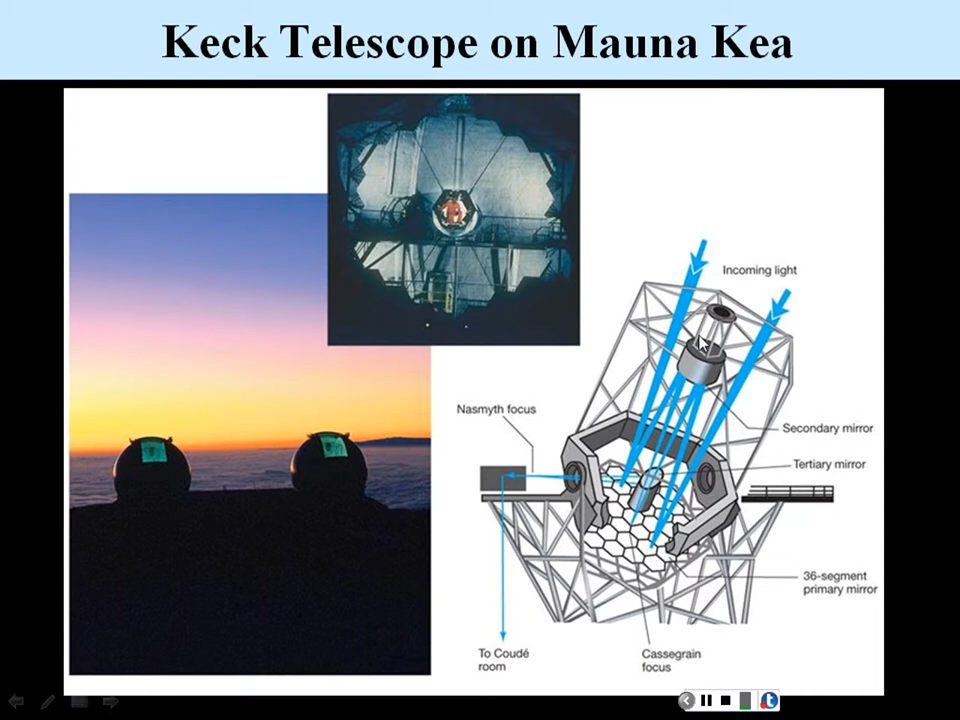 Keck Telescope on Mauna Kea
Incoming light
Nasmyth focus
Secondary mirror
Tertiary mirror
36-segment
primary mirror
To Coudé
room
Cassegrain
focus